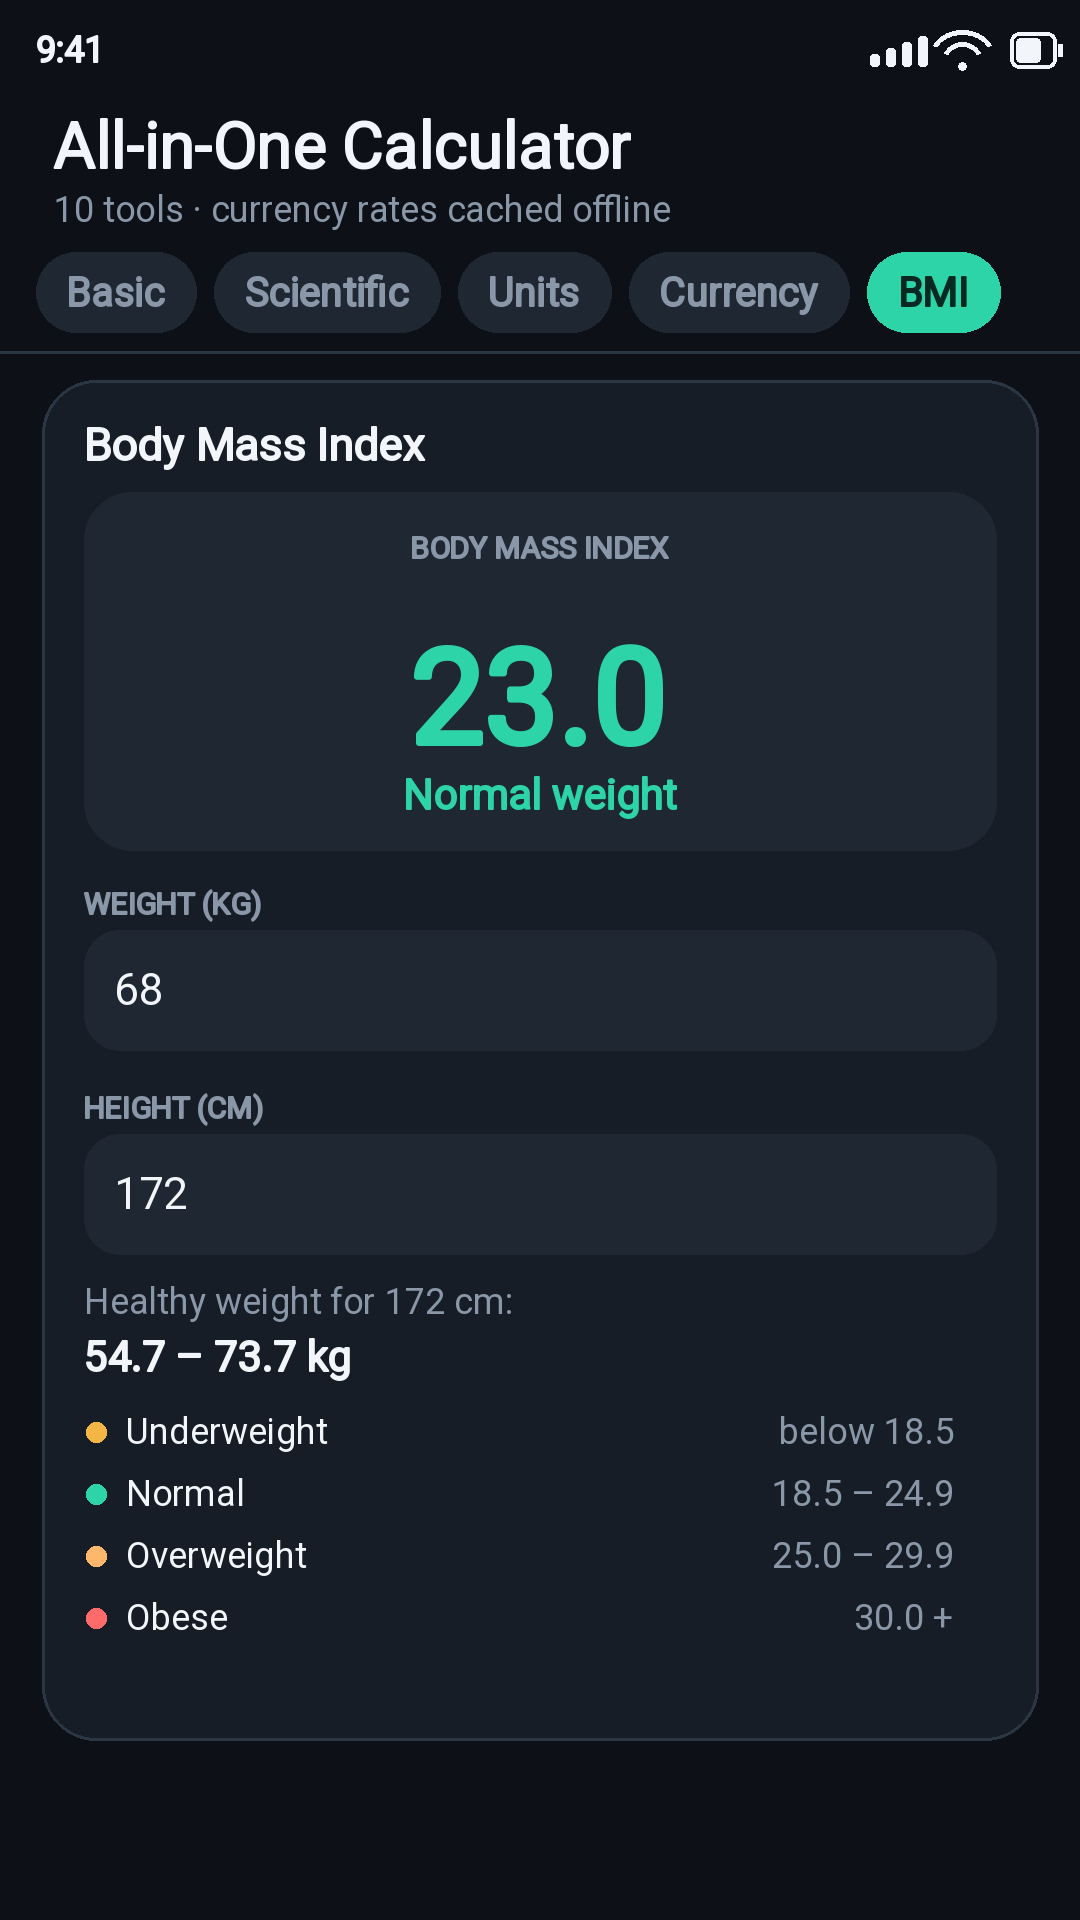 9:41
All-in-One Calculator
10 tools · currency rates cached offline
Basic Scientific Units Currency BMI
Body Mass Index
BODY MASS INDEX
23.0
Normal weight
WEIGHT (KG)
68
HEIGHT (CM)
172
Healthy weight for 172 cm:
54.7 – 73.7 kg
Underweight below 18.5
Normal 18.5 – 24.9
Overweight 25.0 – 29.9
Obese 30.0 +